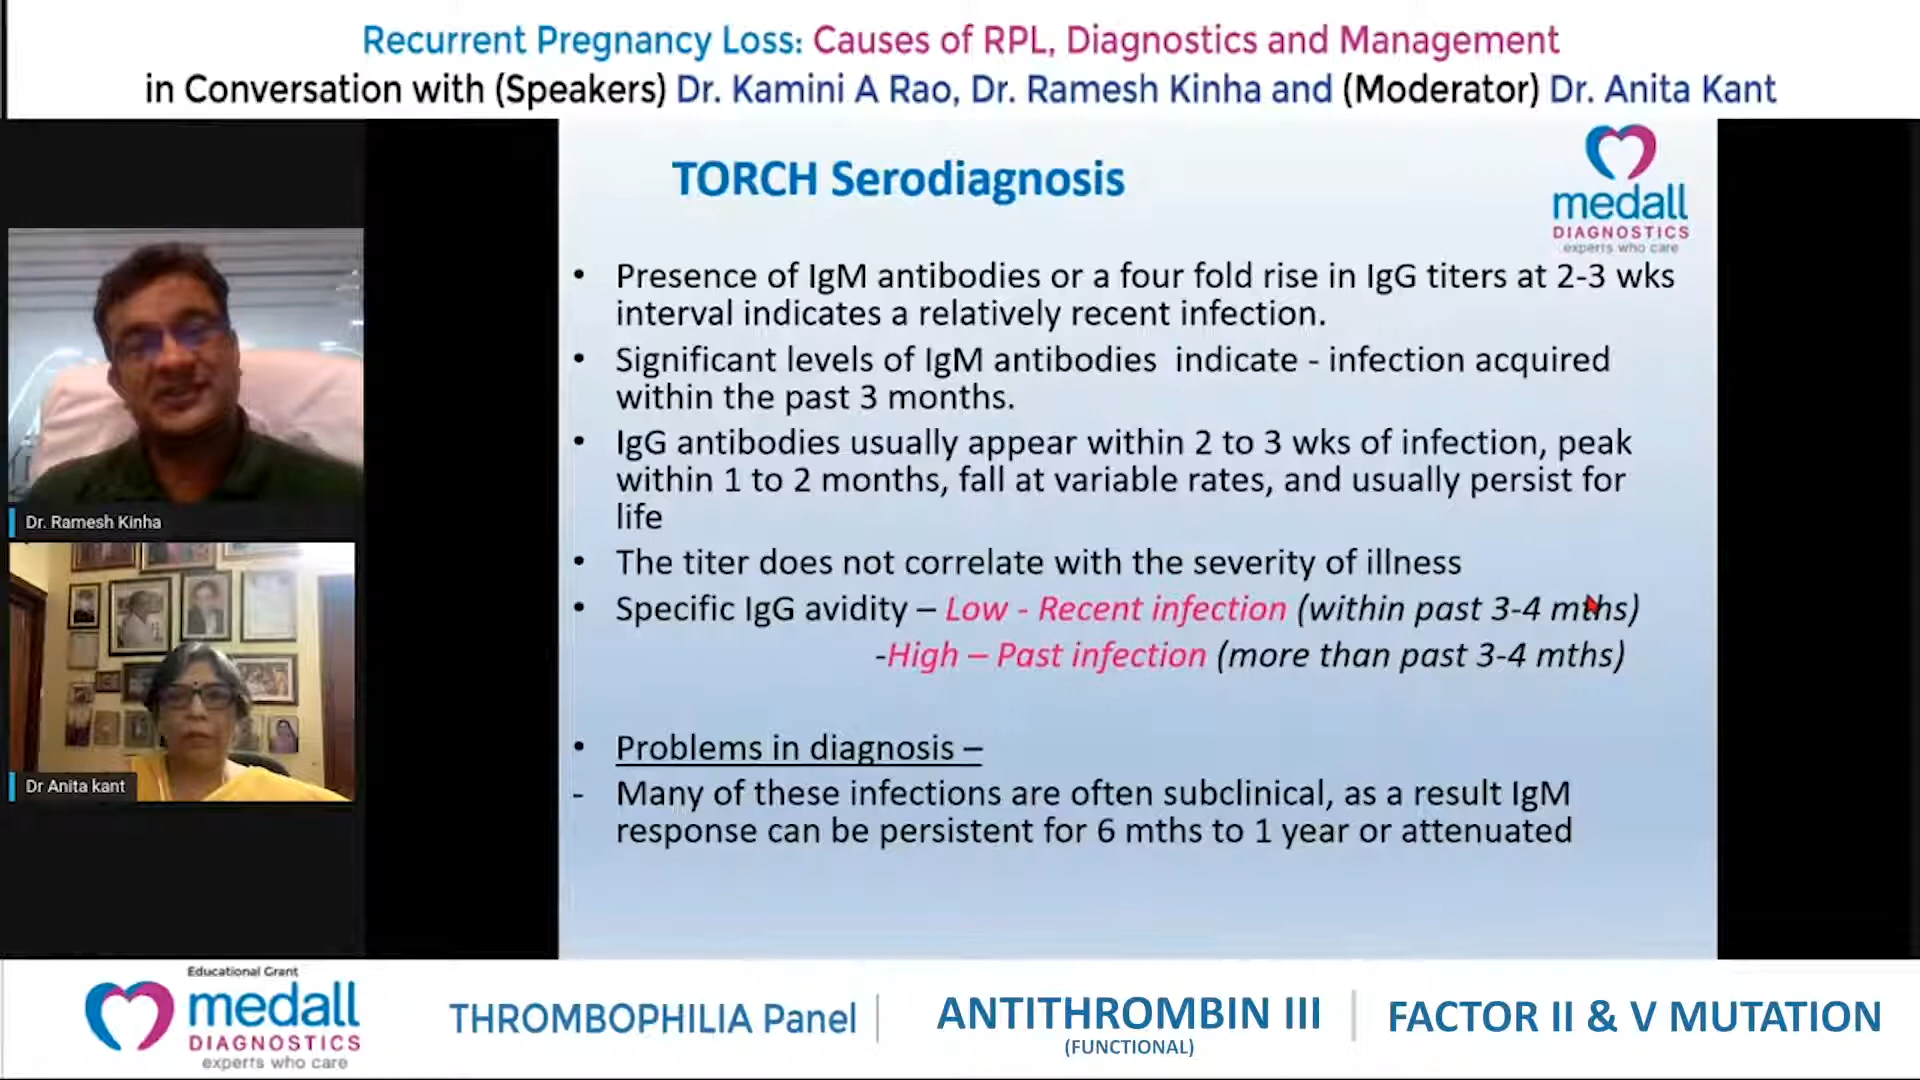 Recurrent Pregnancy Loss: Causes of RPL, Diagnostics and Management
in Conversation with (Speakers) Dr. Kamini A Rao, Dr. Ramesh Kinha and (Moderator) Dr. Anita Kant
TORCH Serodiagnosis
medall
DIAGNOSTICS
experts who care
• Presence of IgM antibodies or a four fold rise in IgG titers at 2-3 wks
interval indicates a relatively recent infection.
• Significant levels of IgM antibodies indicate - infection acquired
within the past 3 months.
• IgG antibodies usually appear within 2 to 3 wks of infection, peak
within 1 to 2 months, fall at variable rates, and usually persist for
life
• The titer does not correlate with the severity of illness
• Specific IgG avidity – Low - Recent infection (within past 3-4 mths)
-High – Past infection (more than past 3-4 mths)
• Problems in diagnosis –
- Many of these infections are often subclinical, as a result IgM
response can be persistent for 6 mths to 1 year or attenuated
Dr. Ramesh Kinha
Dr Anita kant
Educational Grant
medall
DIAGNOSTICS
experts who care
THROMBOPHILIA Panel
ANTITHROMBIN III
(FUNCTIONAL)
FACTOR II & V MUTATION